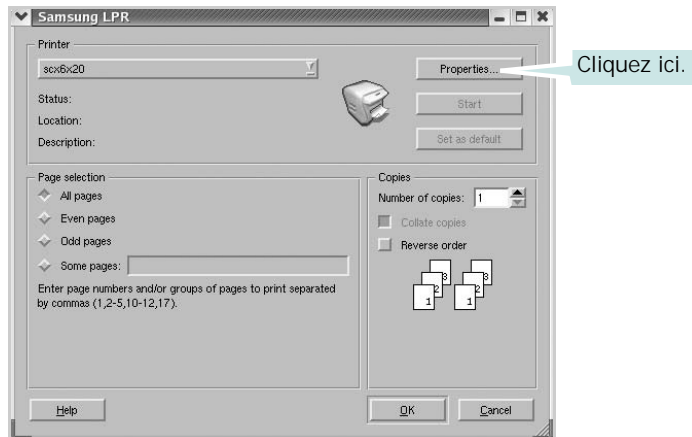 Samsung LPR
Printer
scx6x20
Properties...
Cliquez ici.
Status:
Start
Location:
Description:
Set as default
Page selection
All pages
Even pages
Odd pages
Some pages:
Enter page numbers and/or groups of pages to print separated
by commas (1,2-5,10-12,17).
Copies
Number of copies: 1
Collate copies
Reverse order
3 3
2 2
1 1
Help
OK
Cancel